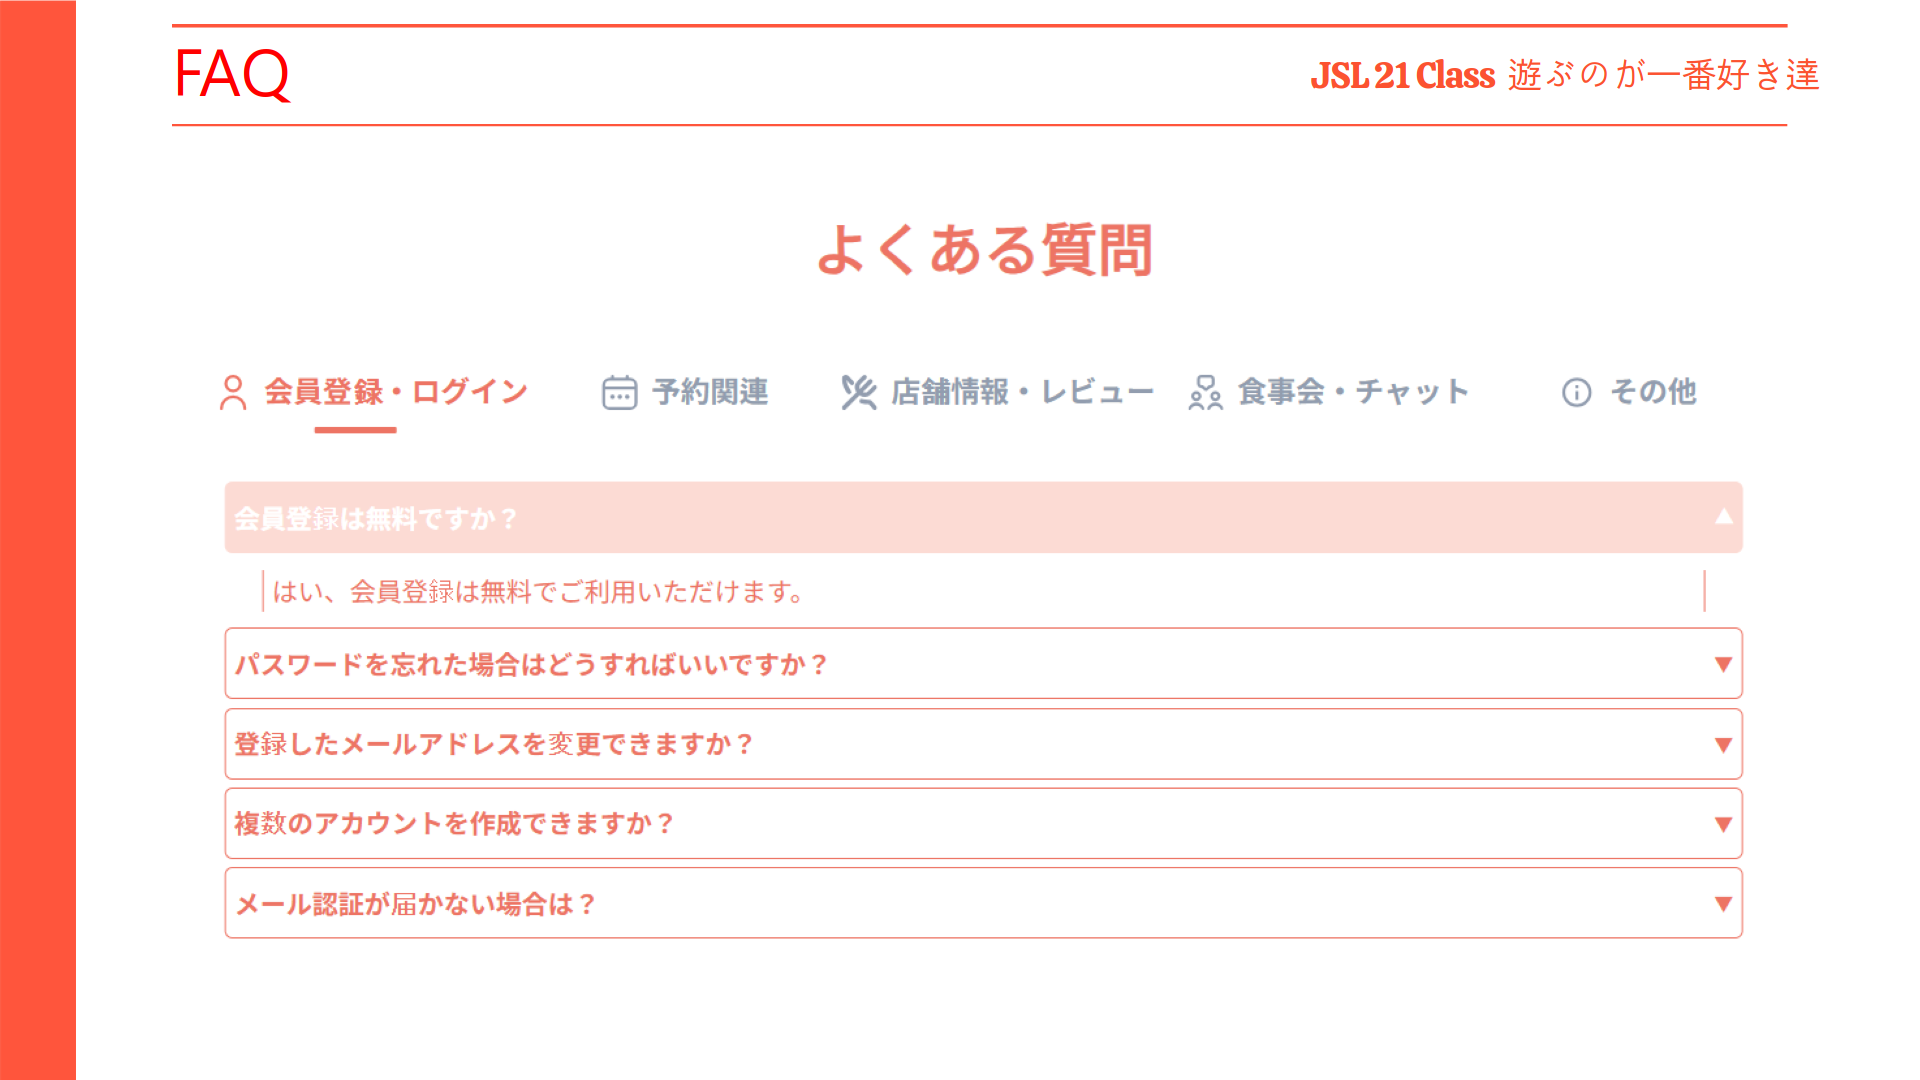 FAQ
JSL 21 Class 遊ぶのが一番好き達
よくある質問
会員登録・ログイン
予約関連
店舗情報・レビュー
食事会・チャット
その他
会員登録は無料ですか？
はい、会員登録は無料でご利用いただけます。
パスワードを忘れた場合はどうすればいいですか？
登録したメールアドレスを変更できますか？
複数のアカウントを作成できますか？
メール認証が届かない場合は？